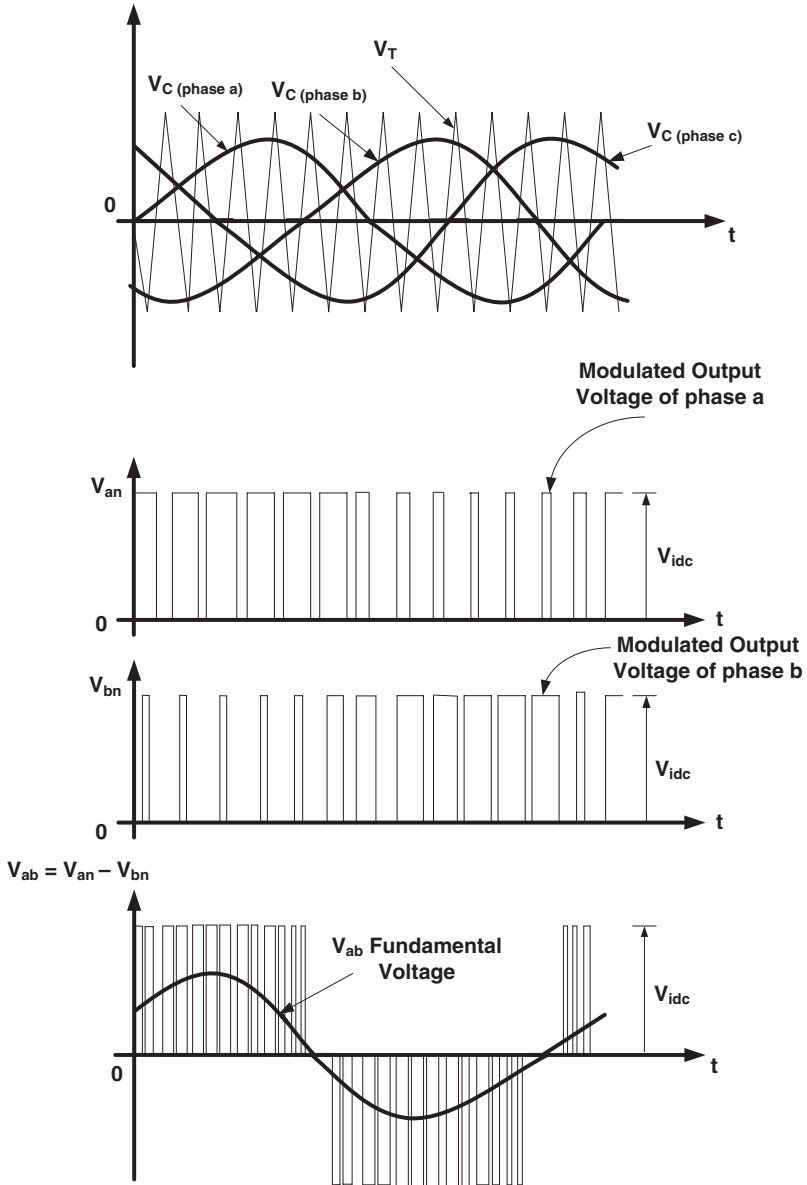 V_C (phase a)
V_C (phase b)
V_T
V_C (phase c)
0
t
Modulated Output
Voltage of phase a
V_an
V_idc
0
t
Modulated Output
Voltage of phase b
V_bn
V_idc
0
t
V_ab = V_an – V_bn
V_ab Fundamental
Voltage
V_idc
0
t